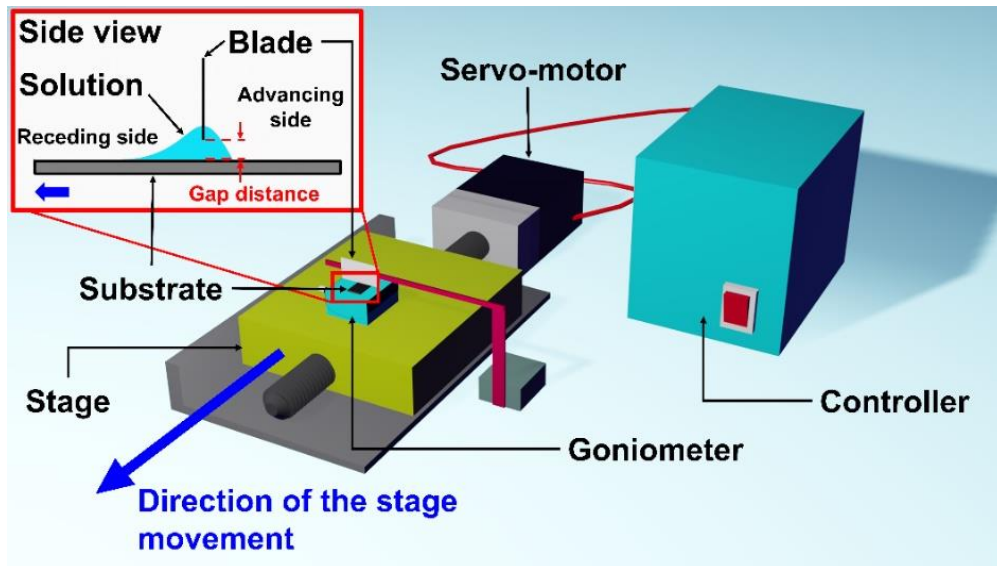 Side view
Blade
Solution
Advancing
side
Receding side
Gap distance
Servo-motor
Substrate
Stage
Controller
Goniometer
Direction of the stage
movement